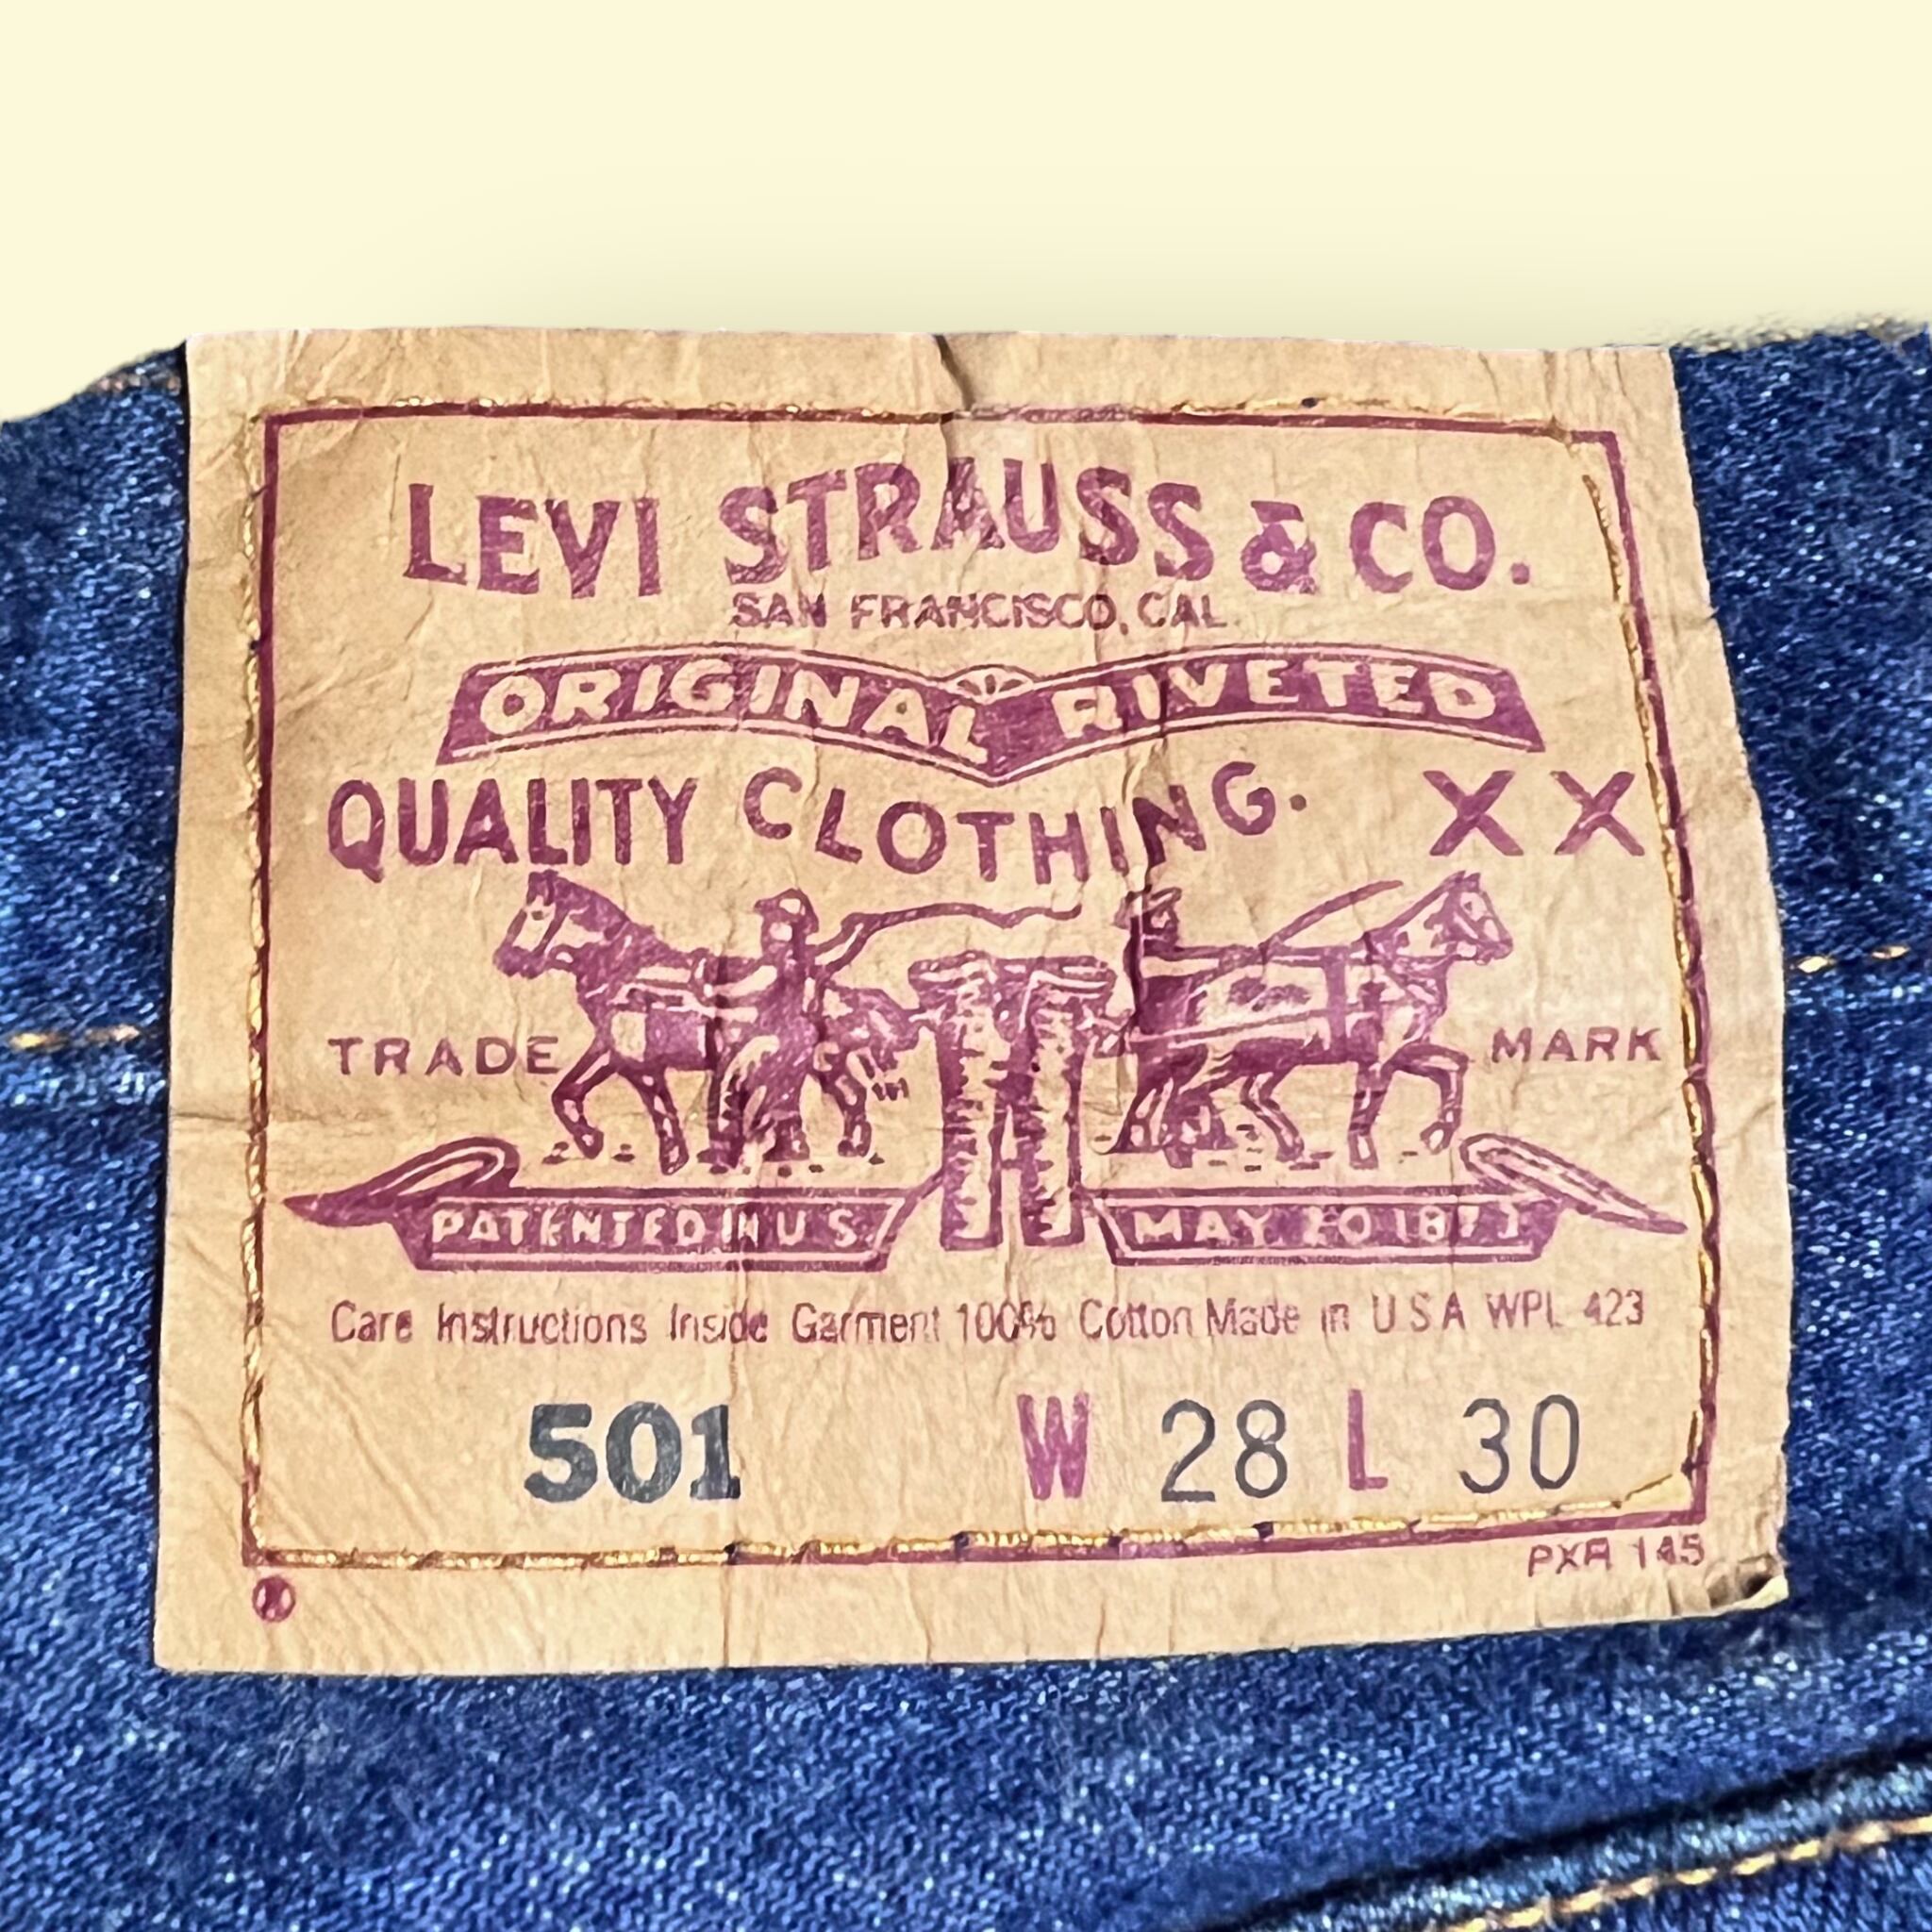 LEVI STRAUSS & CO.
SAN FRANCISCO, CAL.
ORIGINAL RIVETED
QUALITY CLOTHING. XX
TRADE MARK
PATENTED IN U S MAY 20 1873
Care Instructions Inside Garment 100% Cotton Made in U S A WPL 423
501 W 28 L 30
PXR 145